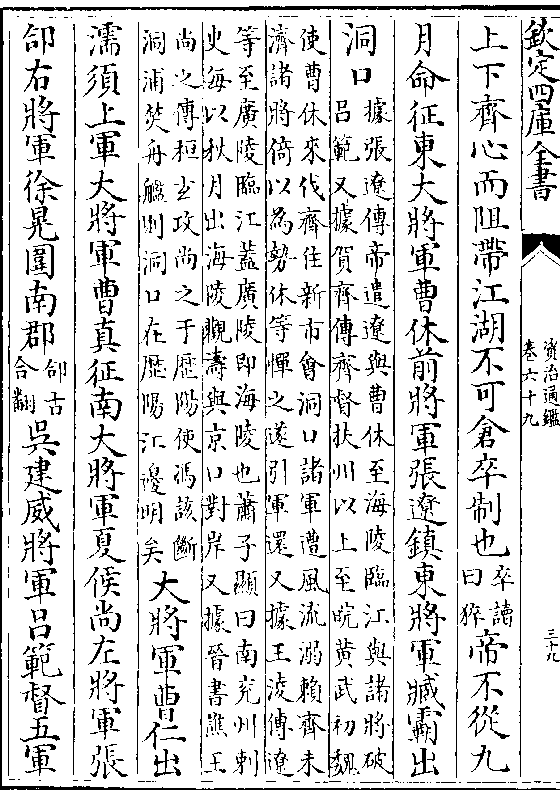 欽定四庫全書
資治通鑑
卷六十九
三十九
上下齊心而阻帶江湖不可倉卒制也卒讀曰猝帝不從九
月命征東大將軍曹休前將軍張遼鎮東將軍臧霸出
洞口
據張遼傳帝遣遼與曹休至海陵臨江與諸將破
呂範又據賀齊傳齊督扶州以上至皖黄武初魏
使曹休來伐齊住新市會洞口諸軍遭風流溺賴齊未
濟諸將倚以為勢休等憚之遂引軍還又據王淩傳遼
等至廣陵臨江蓋廣陵即海陵也蕭子顯曰南兗州刺
史每以秋月出海陵觀濤與京口對岸又據晉書譙王
尚之傳桓玄攻尚之于歴陽使馮該斷
洞浦焚舟艦則洞口在歴陽江邊明矣
大將軍曹仁出
濡須上軍大將軍曹真征南大將軍夏侯尚左將軍張
郃右將軍徐晃圍南郡郃古合翻吳建威將軍呂範督五軍